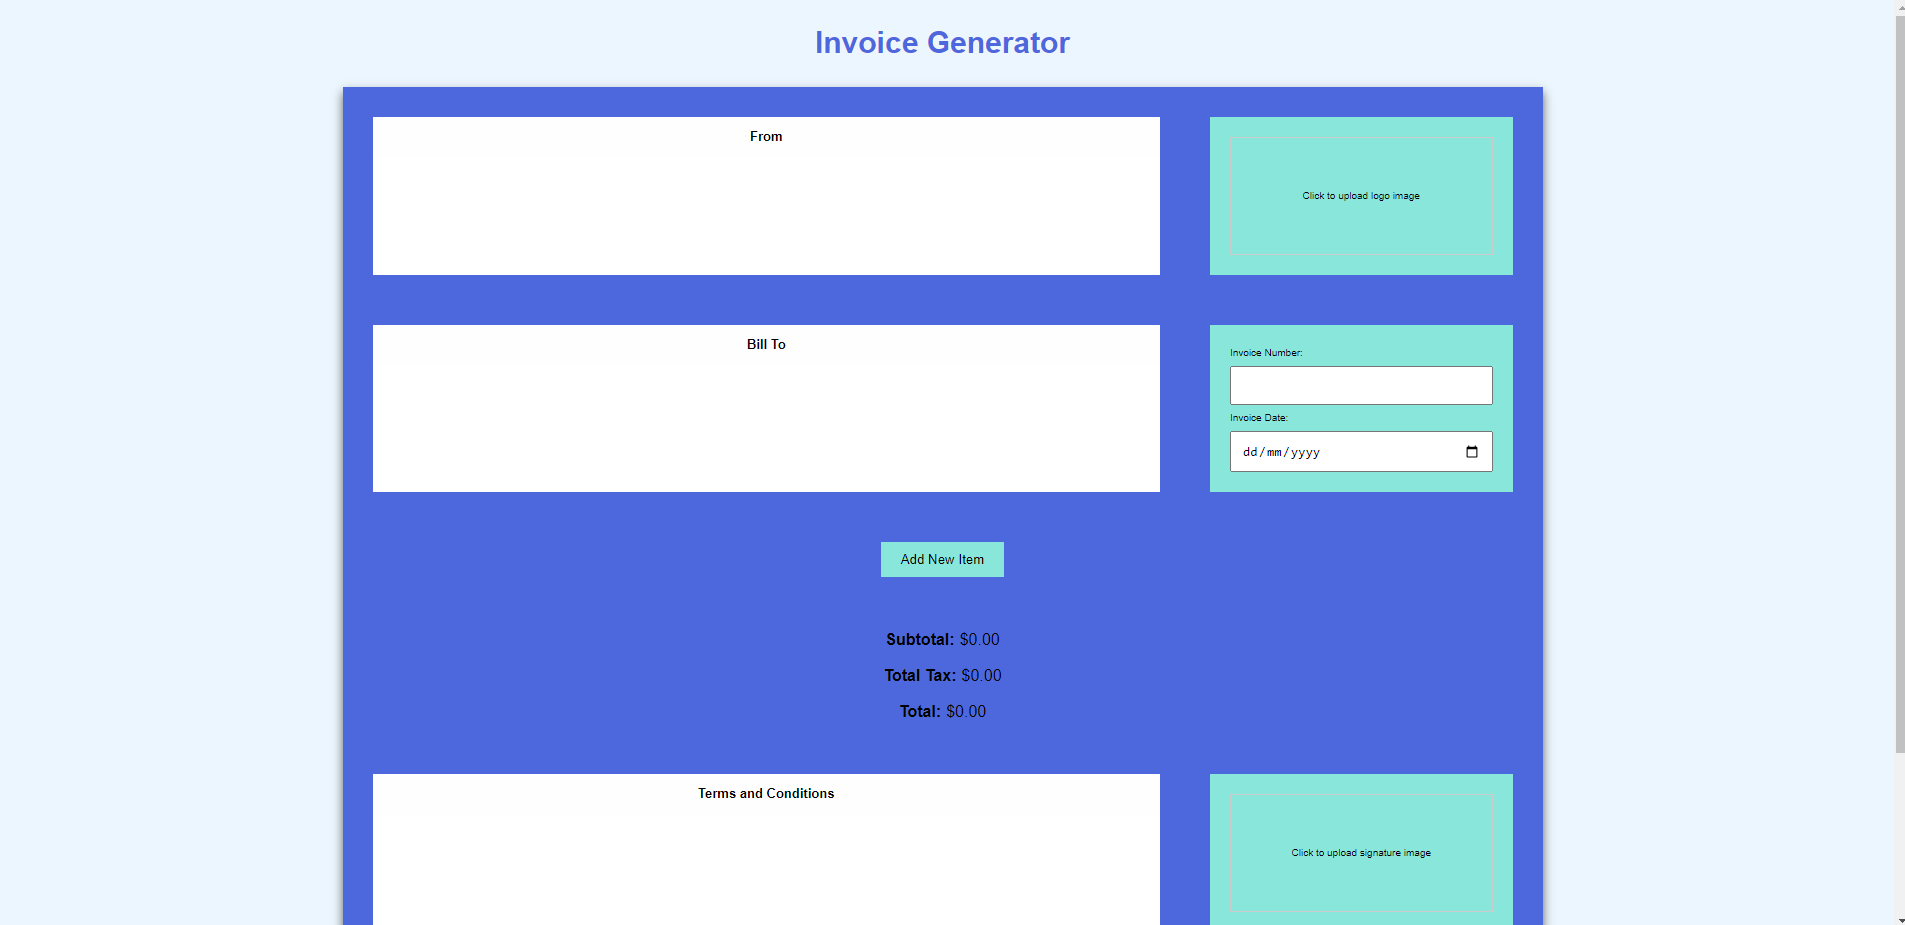 Invoice Generator
From
Click to upload logo image
Bill To
Invoice Number:
Invoice Date:
dd/mm/yyyy
Add New Item
Subtotal: $0.00
Total Tax: $0.00
Total: $0.00
Terms and Conditions
Click to upload signature image